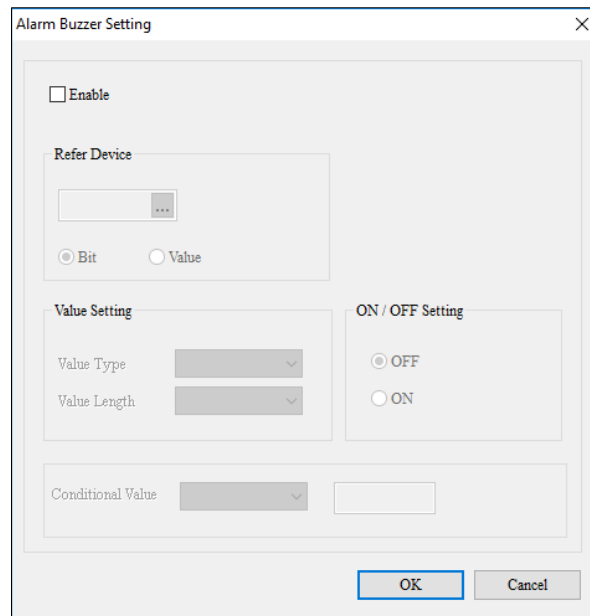 Alarm Buzzer Setting
Enable
Refer Device
...
Bit Value
Value Setting
Value Type
Value Length
ON / OFF Setting
OFF
ON
Conditional Value
OK Cancel